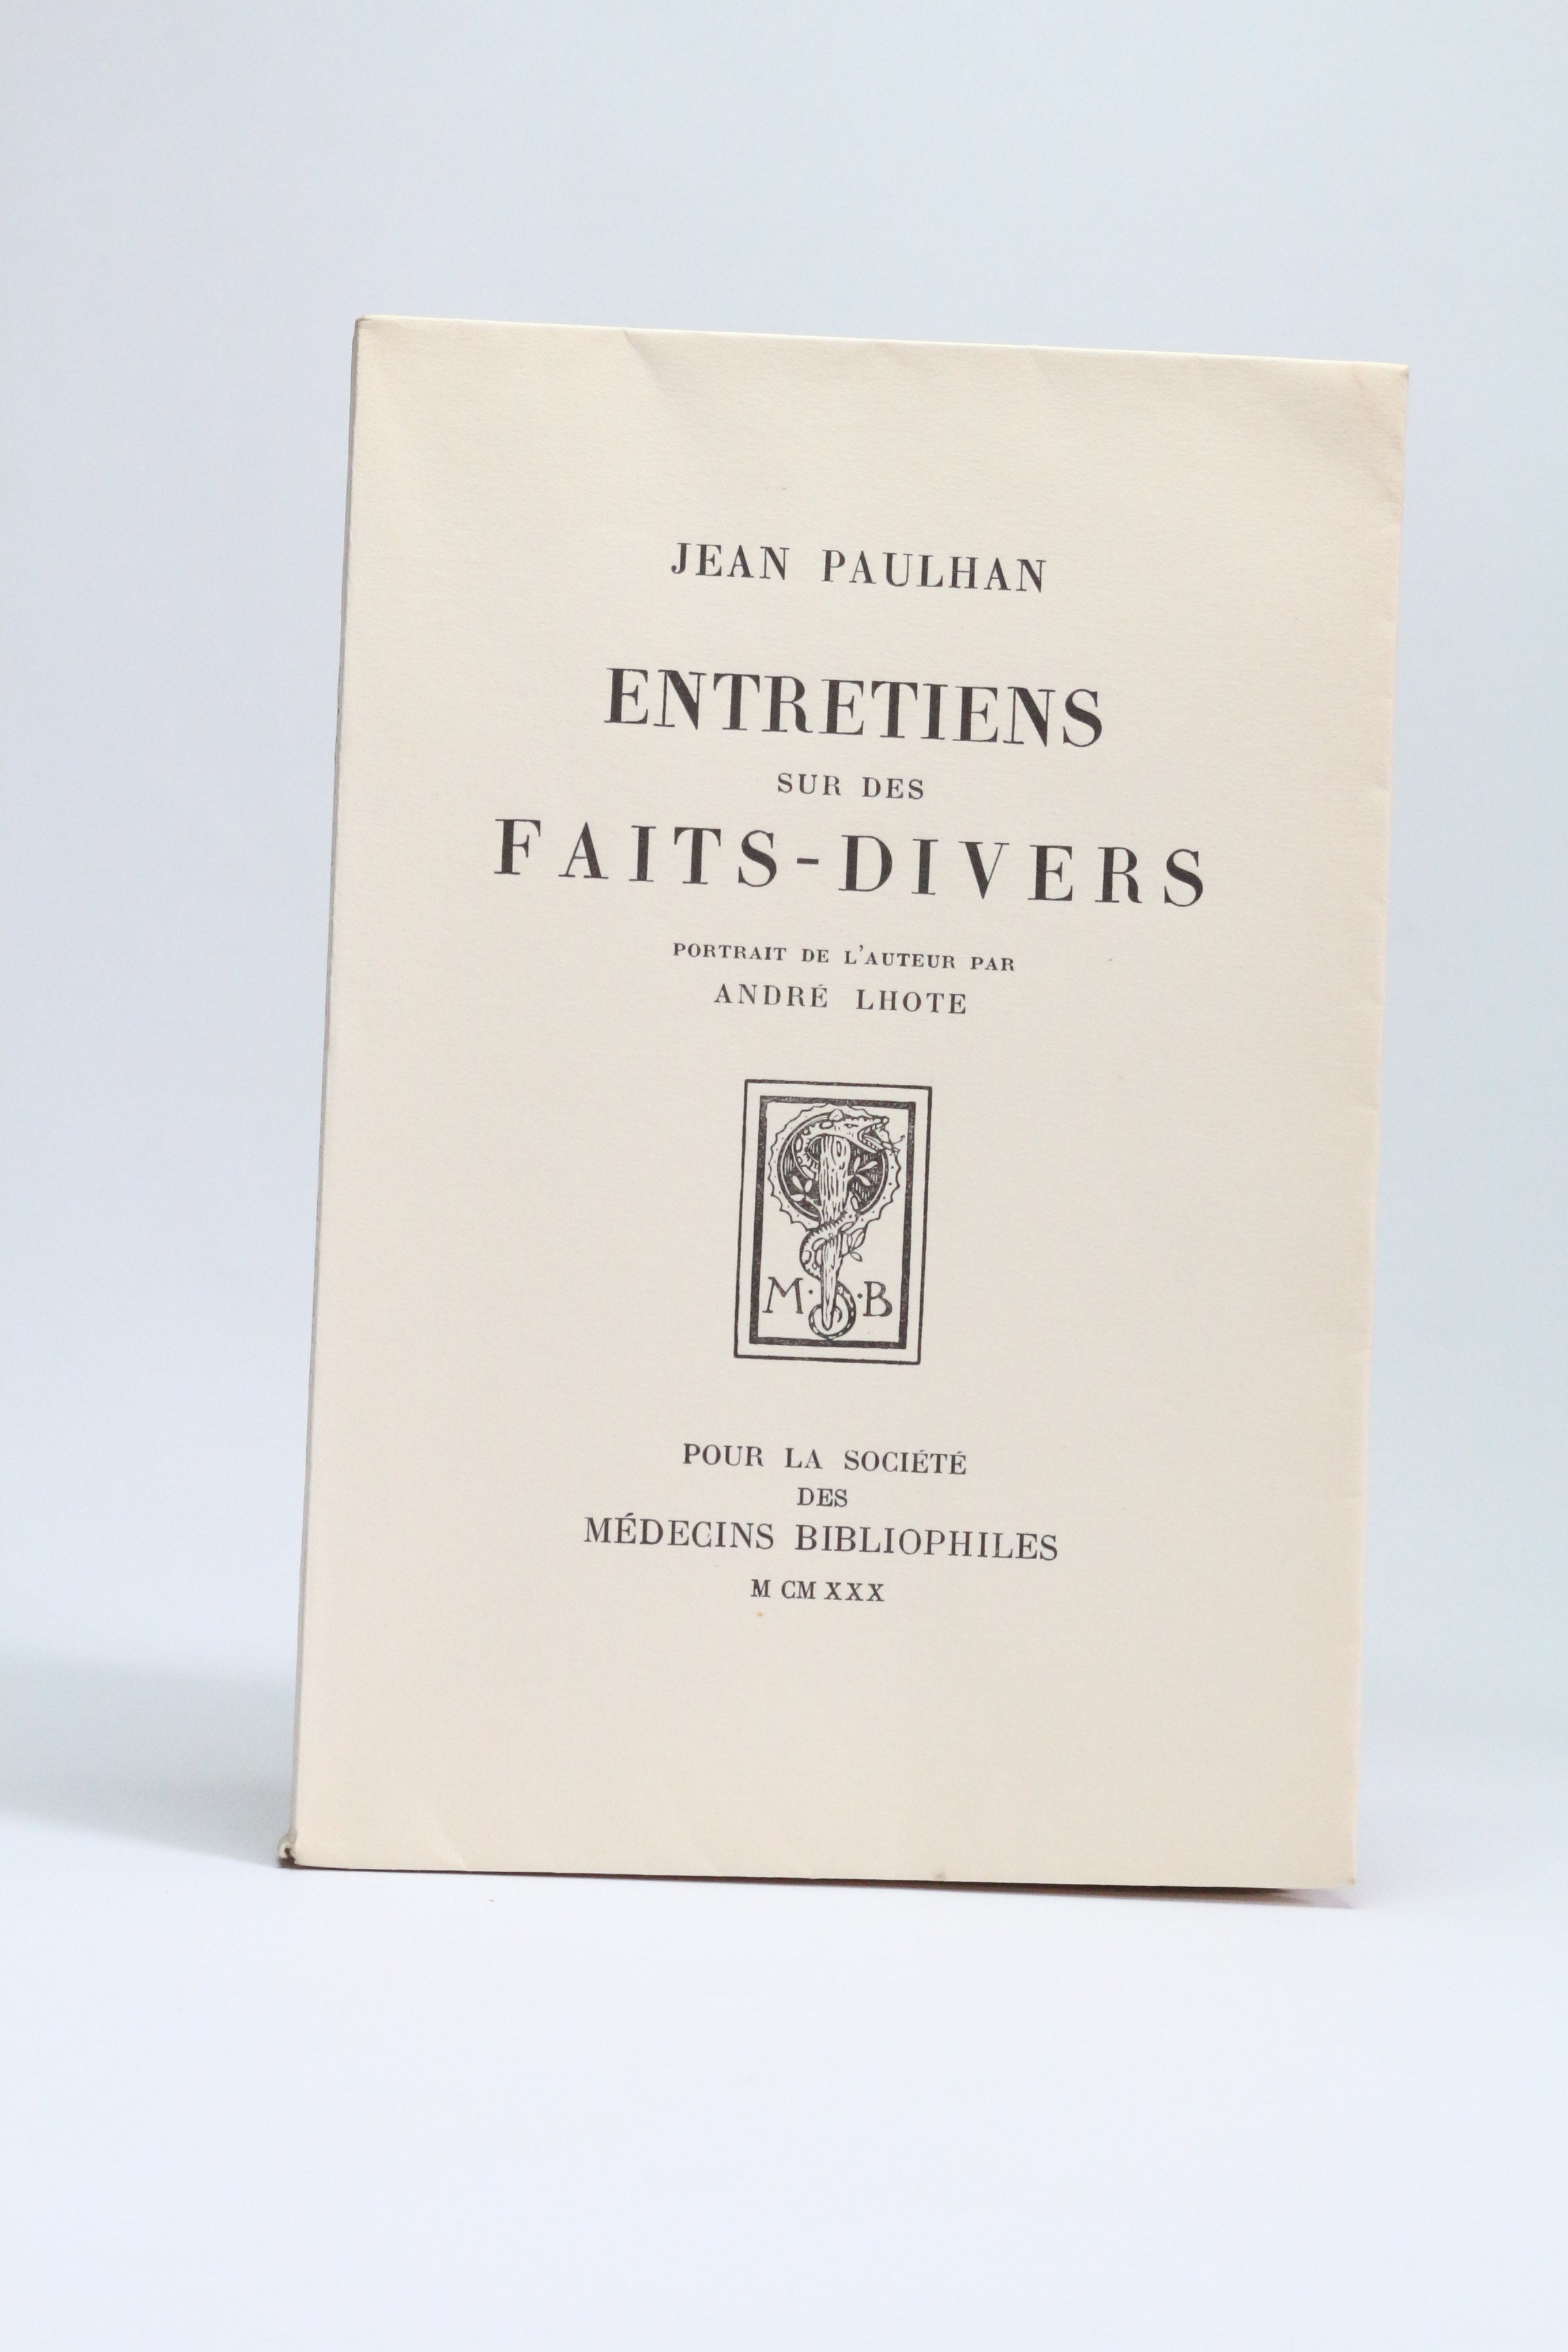 JEAN PAULHAN
ENTRETIENS
SUR DES
FAITS-DIVERS
PORTRAIT DE L'AUTEUR PAR
ANDRÉ LHOTE
M·B
POUR LA SOCIÉTÉ
DES
MÉDECINS BIBLIOPHILES
M CM XXX